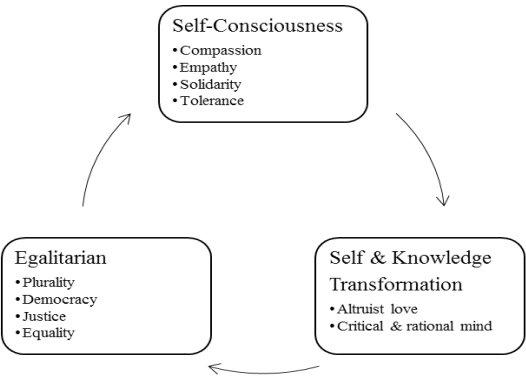 Self-Consciousness
•Compassion
•Empathy
•Solidarity
•Tolerance
Egalitarian
•Plurality
•Democracy
•Justice
•Equality
Self & Knowledge
Transformation
•Altruist love
•Critical & rational mind